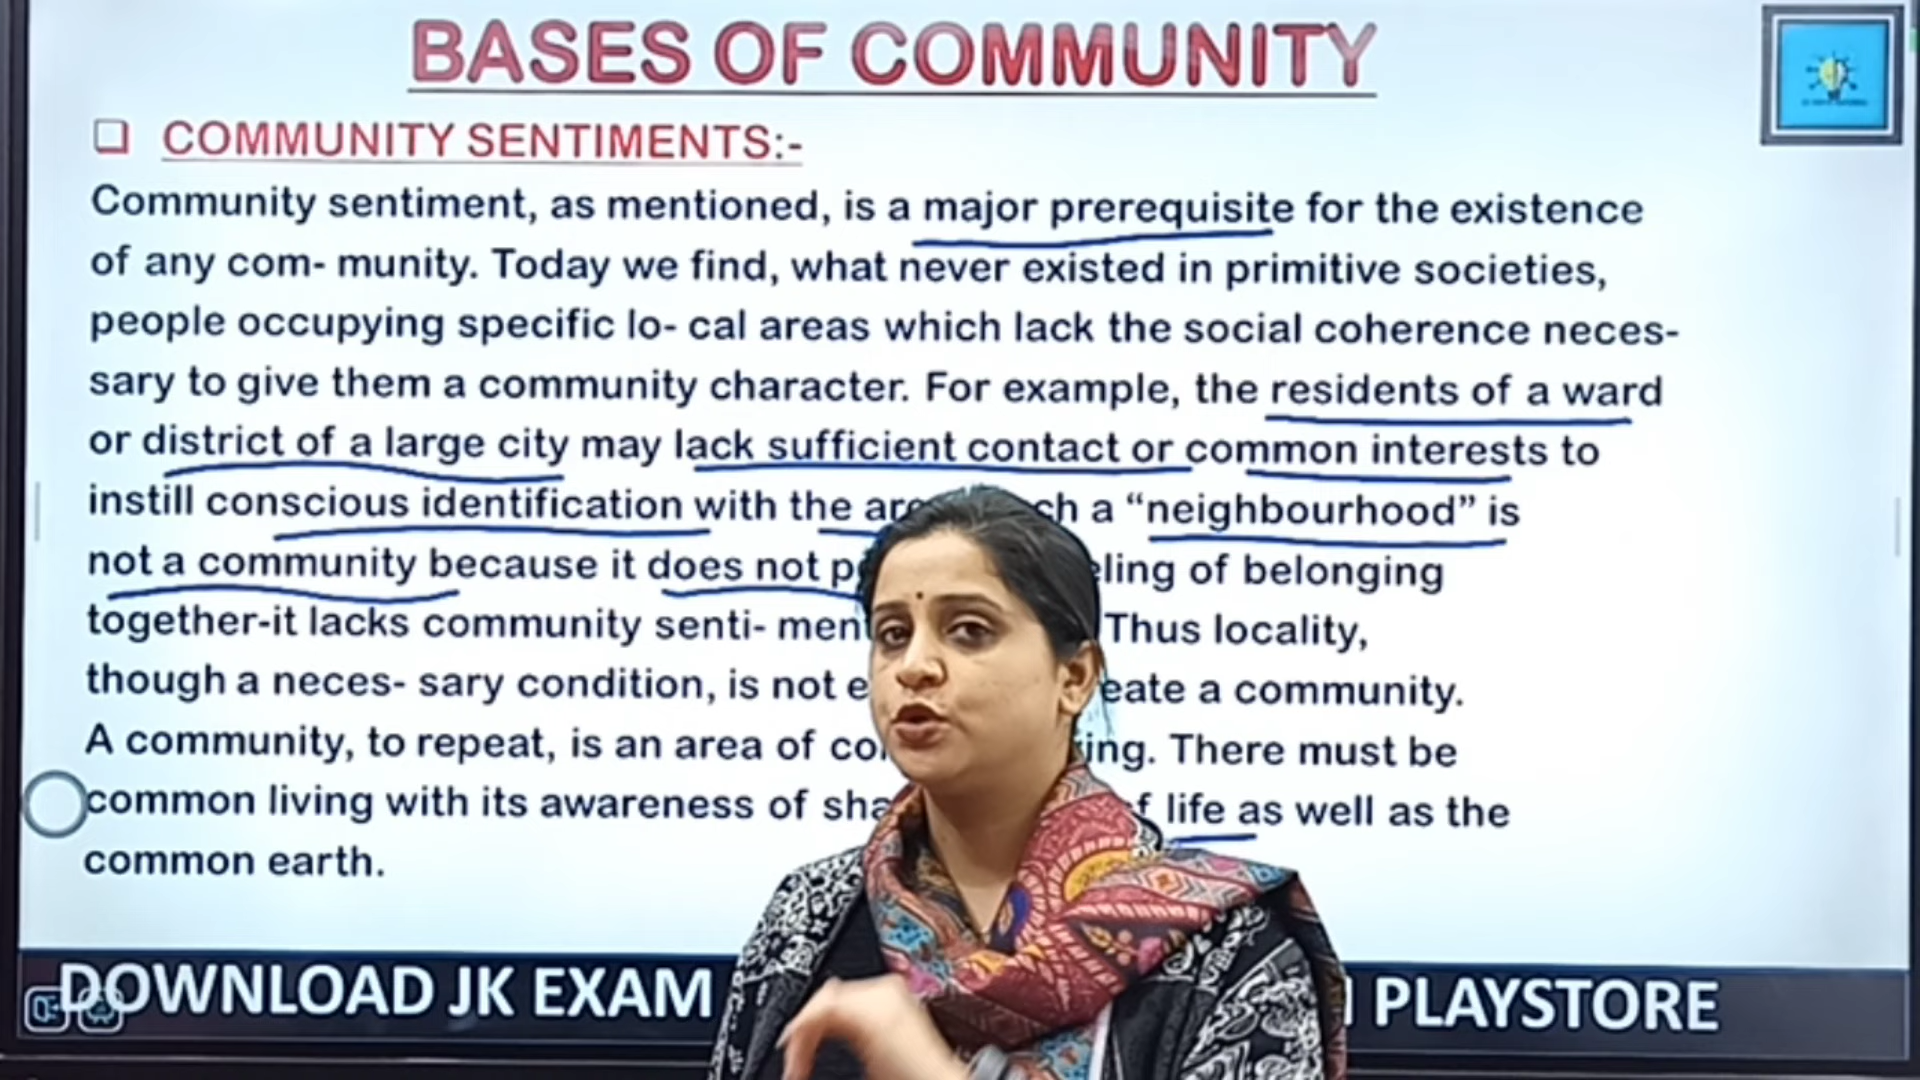 BASES OF COMMUNITY
COMMUNITY SENTIMENTS:-
Community sentiment, as mentioned, is a major prerequisite for the existence
of any com- munity. Today we find, what never existed in primitive societies,
people occupying specific lo- cal areas which lack the social coherence neces-
sary to give them a community character. For example, the residents of a ward
or district of a large city may lack sufficient contact or common interests to
instill conscious identification with the a “neighbourhood” is
not a community because it does not of belonging
together-it lacks community senti- Thus locality,
though a neces- sary condition, is not a community.
A community, to repeat, is an area of There must be
common living with its awareness of life as well as the
common earth.
DOWNLOAD JK EXAM PLAYSTORE